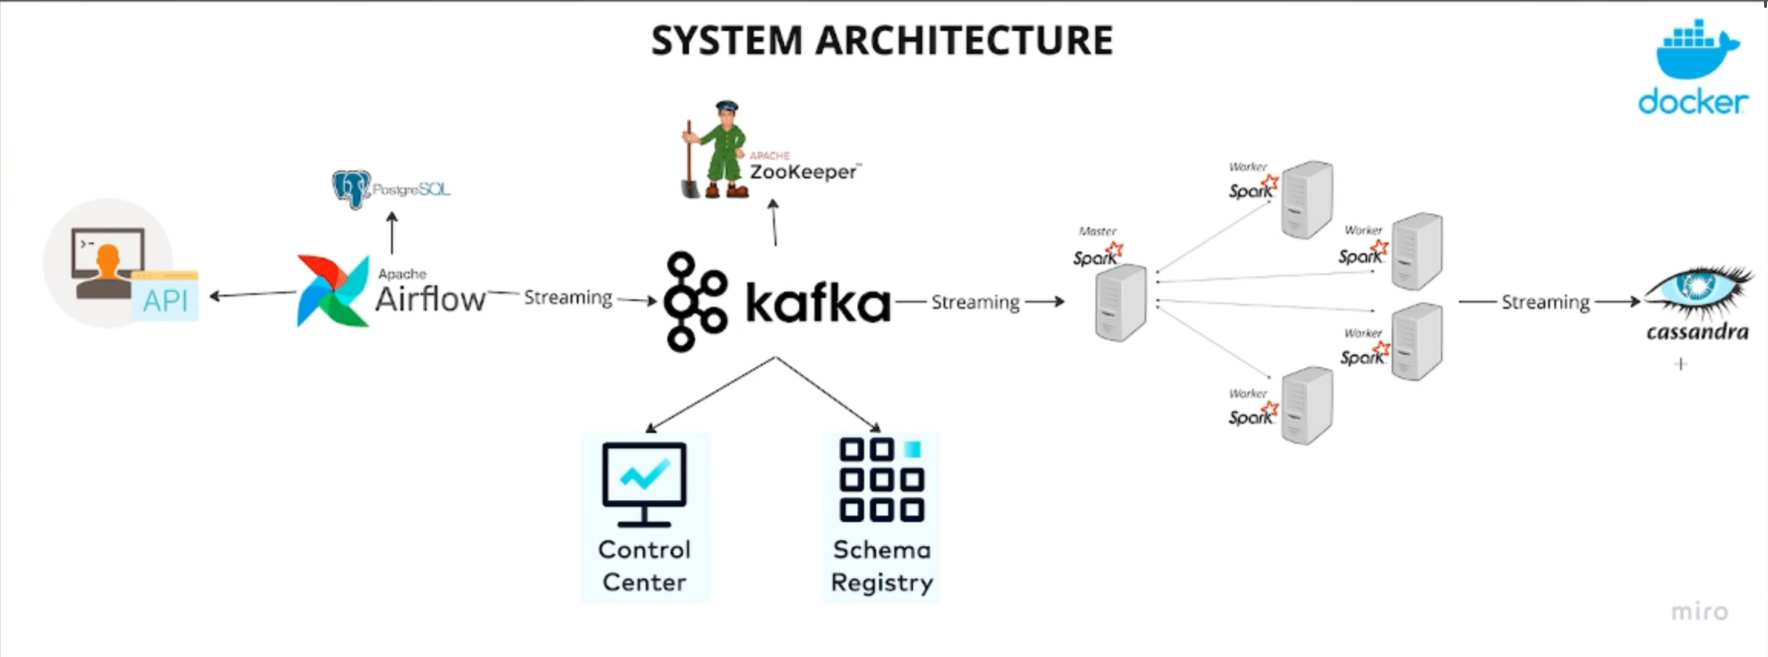 SYSTEM ARCHITECTURE
docker
PostgreSQL
API
Apache
Airflow
Streaming
APACHE
ZooKeeper™
kafka
Streaming
Master
Spark
Worker
Spark
Worker
Spark
Worker
Spark
Worker
Spark
Streaming
cassandra
+
Control
Center
Schema
Registry
miro